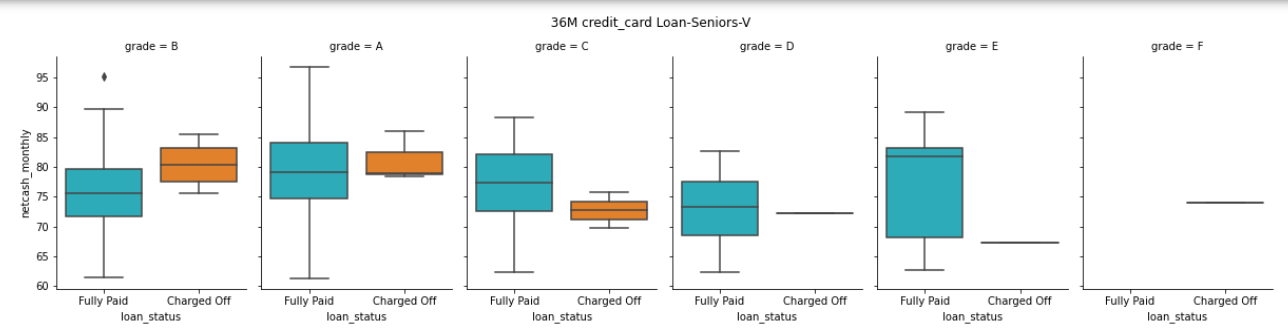 36M credit_card Loan-Seniors-V
grade = B
grade = A
grade = C
grade = D
grade = E
grade = F
netcash_monthly
95
90
85
80
75
70
65
60
Fully Paid Charged Off
Fully Paid Charged Off
Fully Paid Charged Off
Fully Paid Charged Off
Fully Paid Charged Off
Fully Paid Charged Off
loan_status
loan_status
loan_status
loan_status
loan_status
loan_status